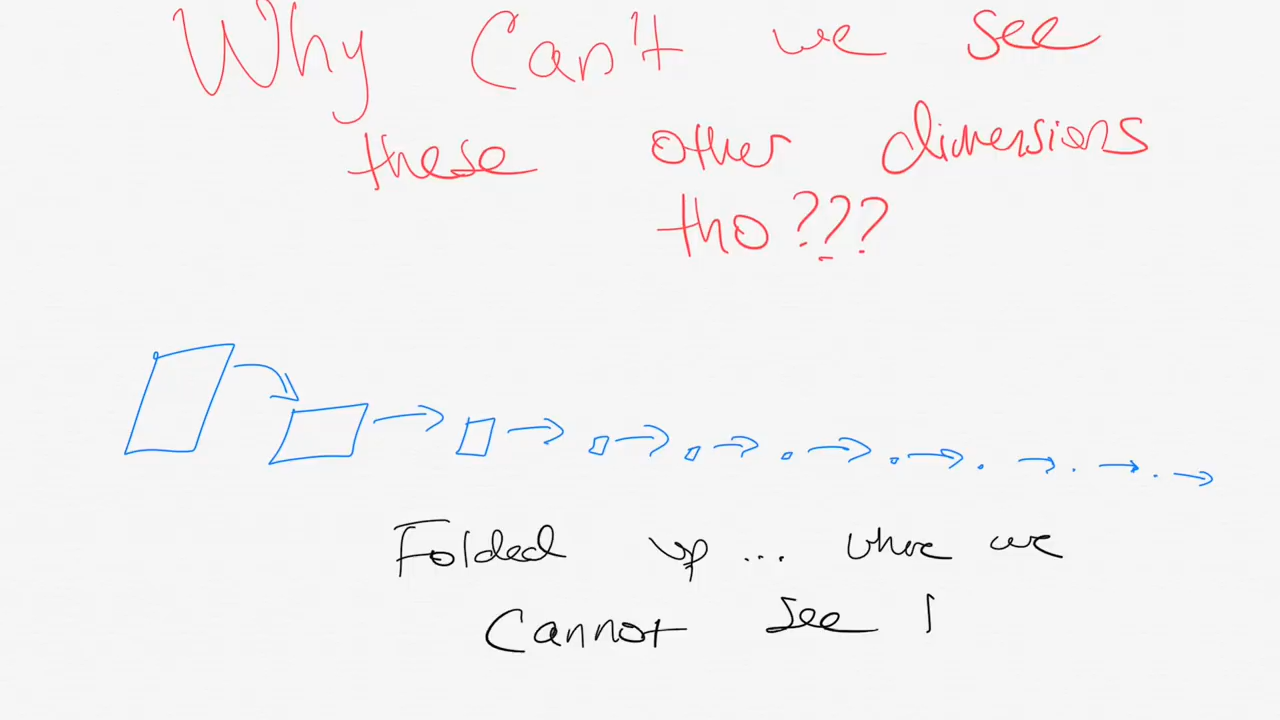 Why can't we see
these other dimensions
tho???
Folded up... where we
cannot see